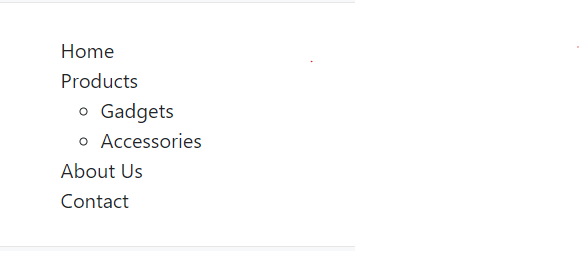 Home
Products
Gadgets
Accessories
About Us
Contact